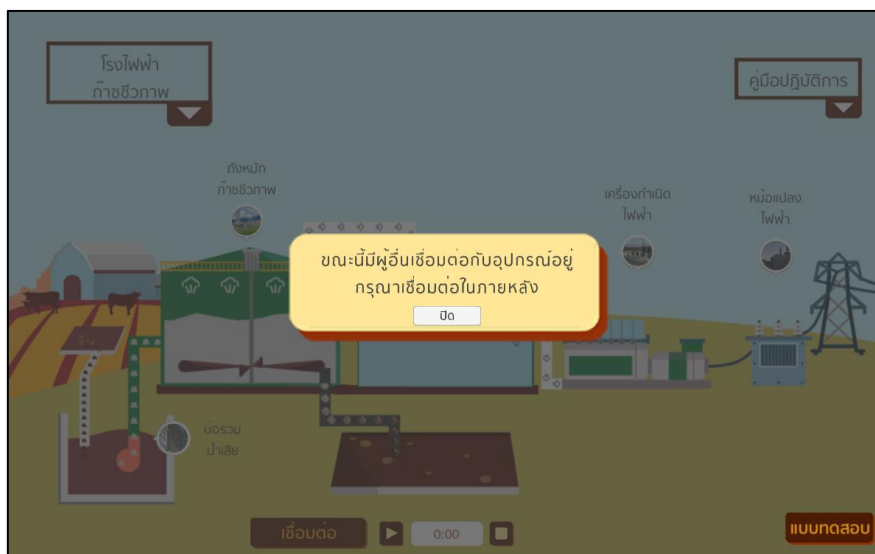 โรงไฟฟ้า
ก๊าซชีวภาพ
คู่มือปฏิบัติการ
ถังหมัก
ก๊าซชีวภาพ
เครื่องกำเนิด
ไฟฟ้า
หม้อแปลง
ไฟฟ้า
ขณะนี้มีผู้อื่นเชื่อมต่อกับอุปกรณ์อยู่
กรุณาเชื่อมต่อในภายหลัง
ปิด
บ่อรวม
น้ำเสีย
เชื่อมต่อ
0:00
แบบทดสอบ